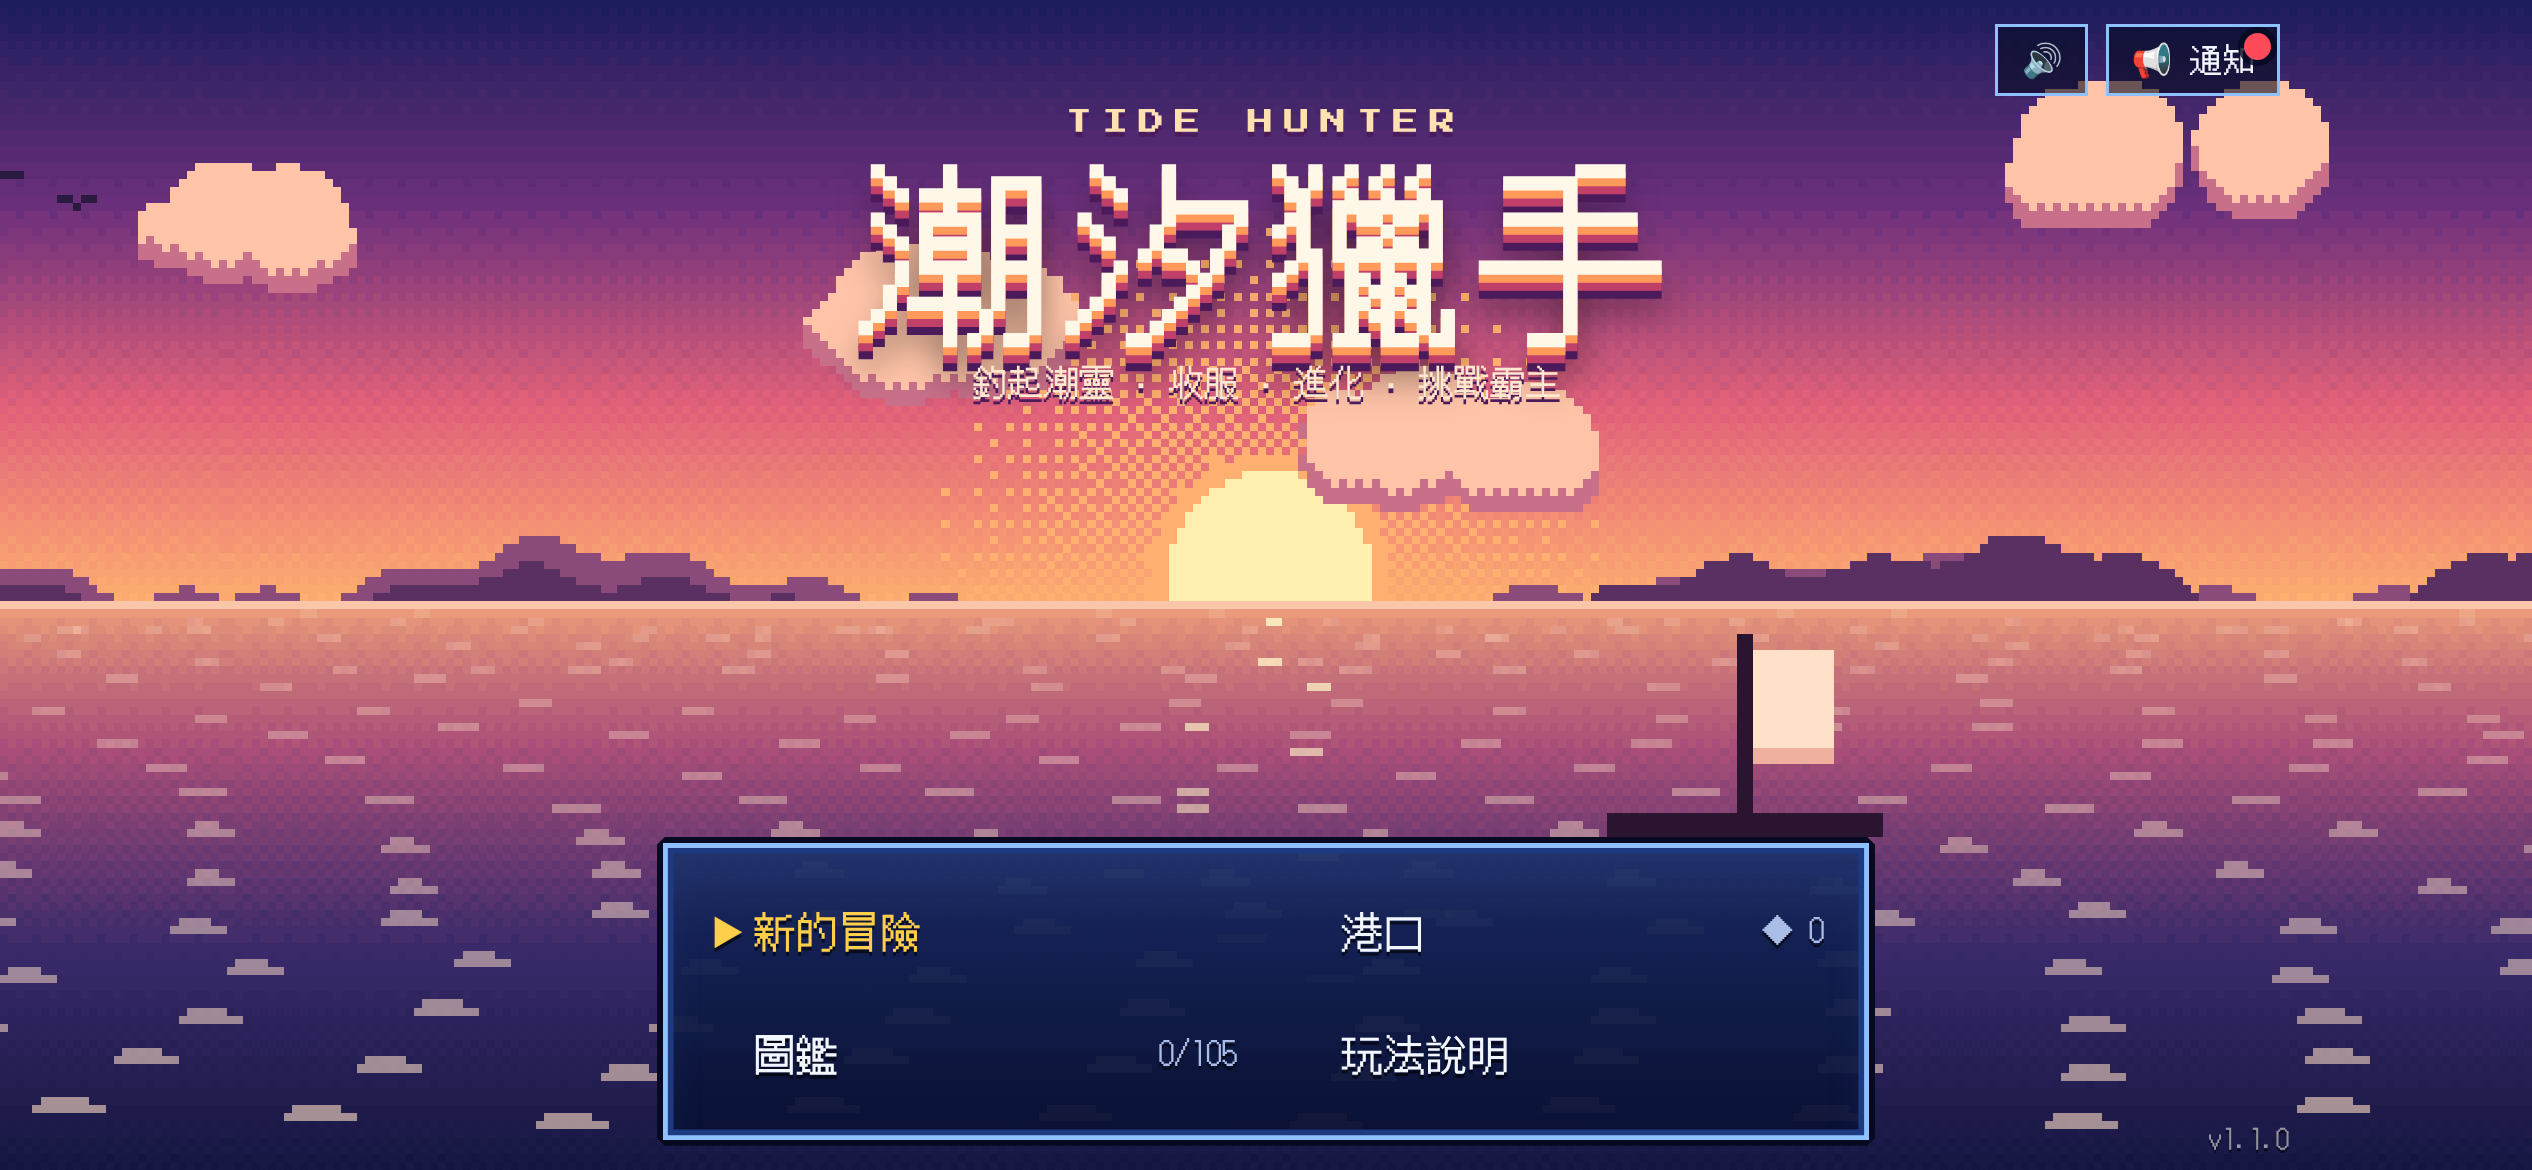 通知
TIDE HUNTER
潮汐獵手
釣起潮靈 · 收服 · 進化 · 挑戰霸主
▶新的冒險
港口 ◆ 0
圖鑑 0/105
玩法說明
v1.1.0